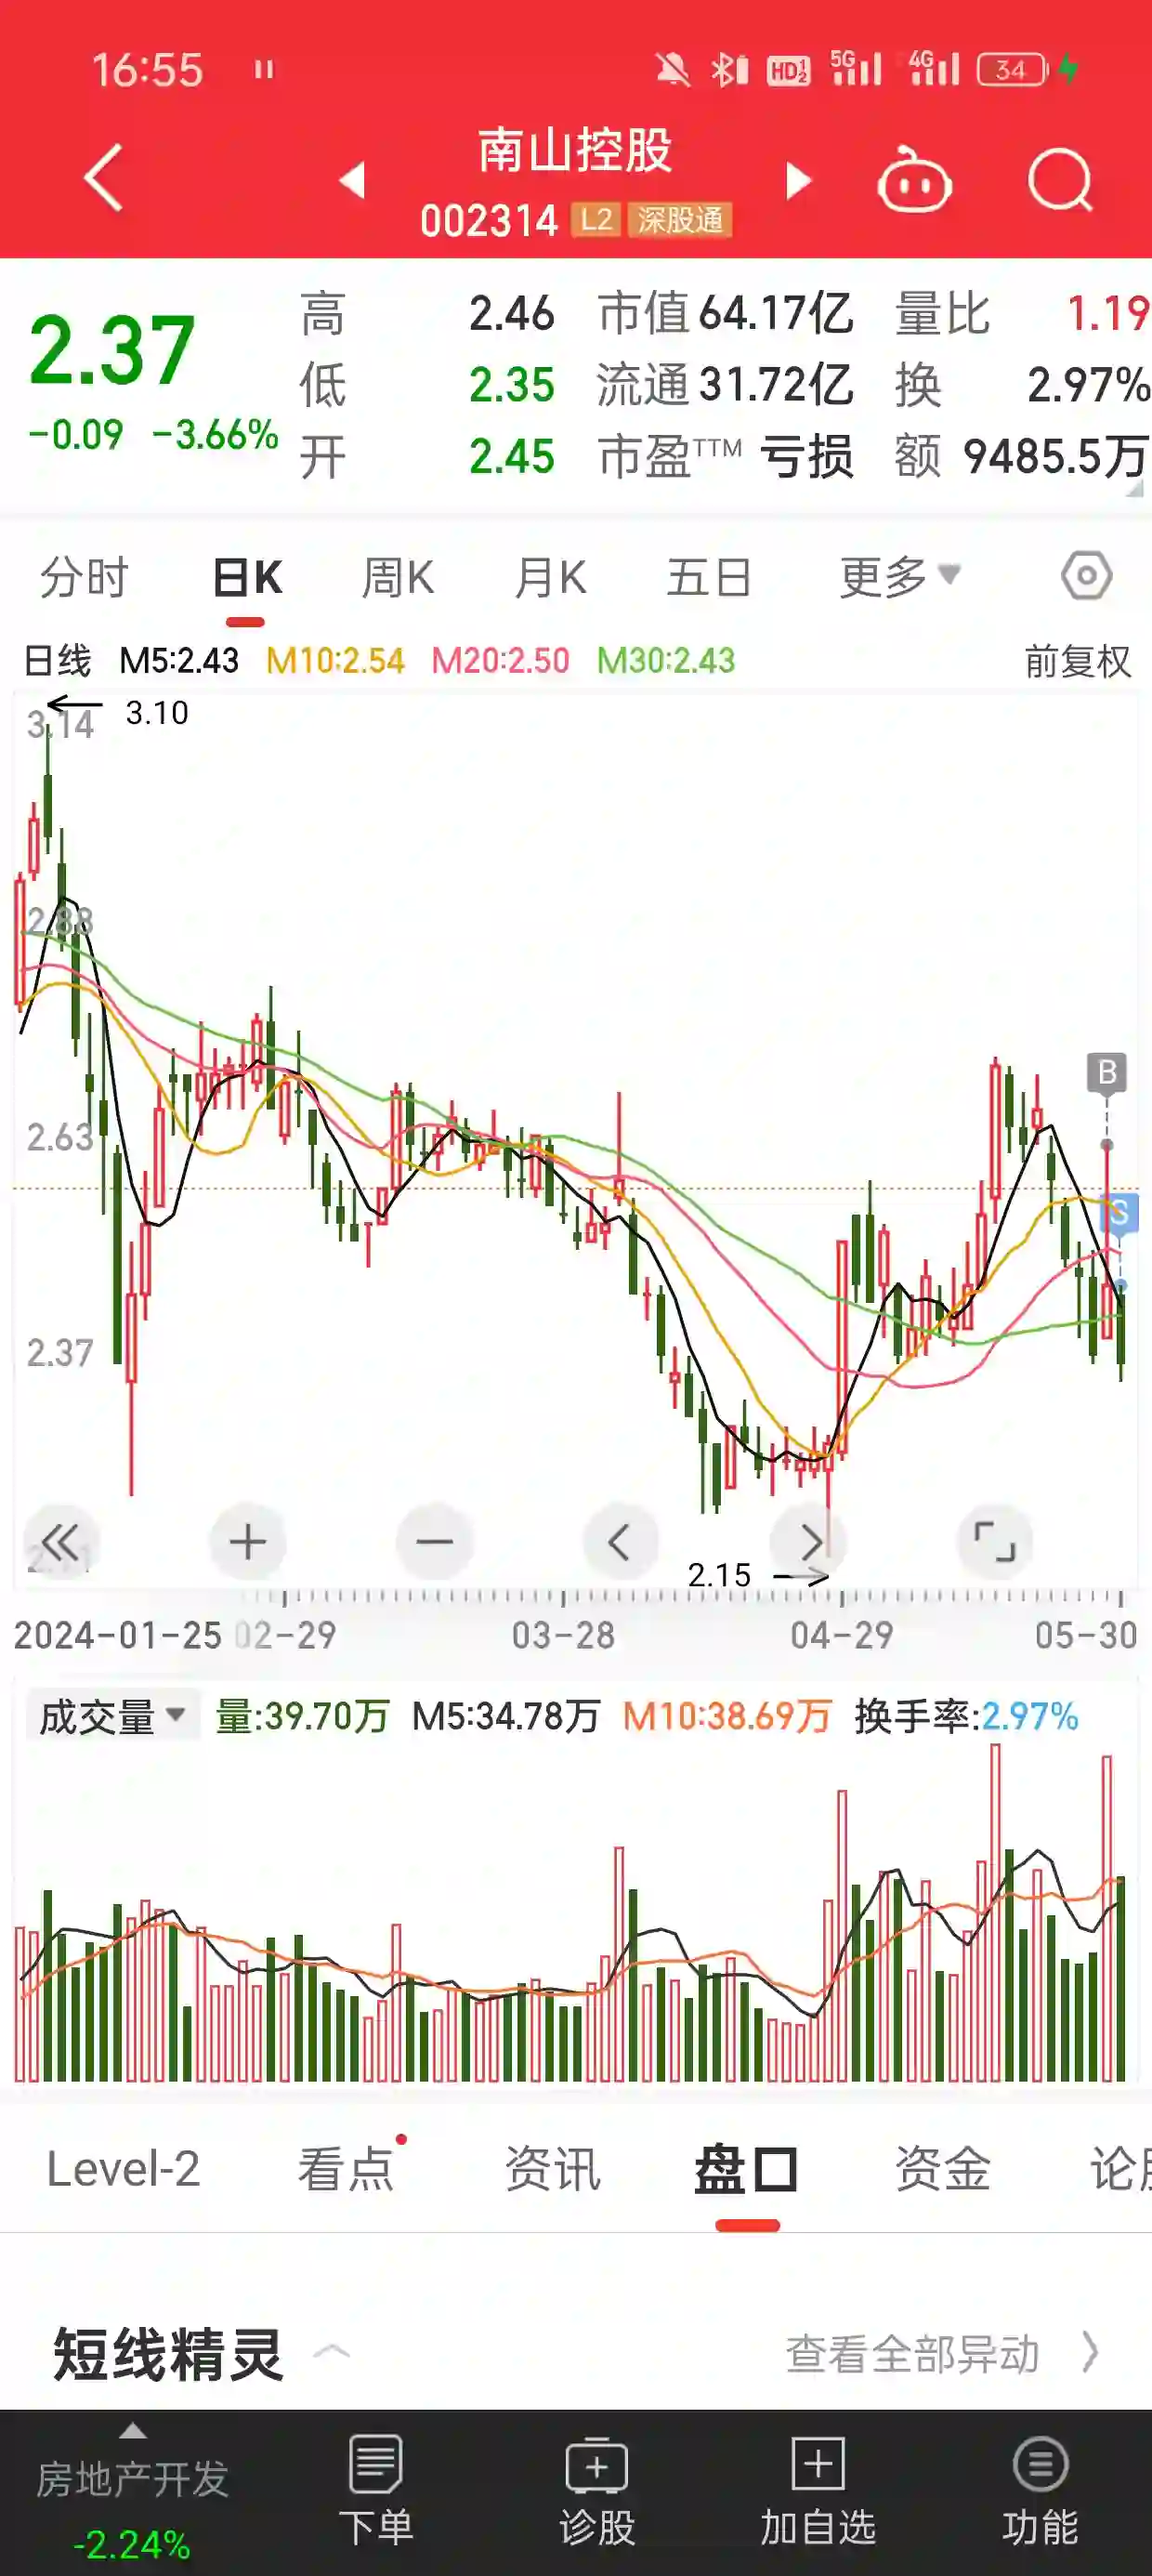 16:55 HD 1 2 5G 4G 34
南山控股
002314 L2 深股通
2.37 高 2.46 市值 64.17亿 量比 1.19
低 2.35 流通 31.72亿 换 2.97%
-0.09 -3.66% 开 2.45 市盈TTM 亏损 额 9485.5万
分时 日K 周K 月K 五日 更多
日线 M5:2.43 M10:2.54 M20:2.50 M30:2.43 前复权
3.14 3.10
2.88
B
2.63
S
2.37
2.15
2024-01-25 02-29 03-28 04-29 05-30
成交量 量:39.70万 M5:34.78万 M10:38.69万 换手率:2.97%
Level-2 看点 资讯 盘口 资金 论
短线精灵 查看全部异动
房地产开发 下单 诊股 加自选 功能
-2.24%